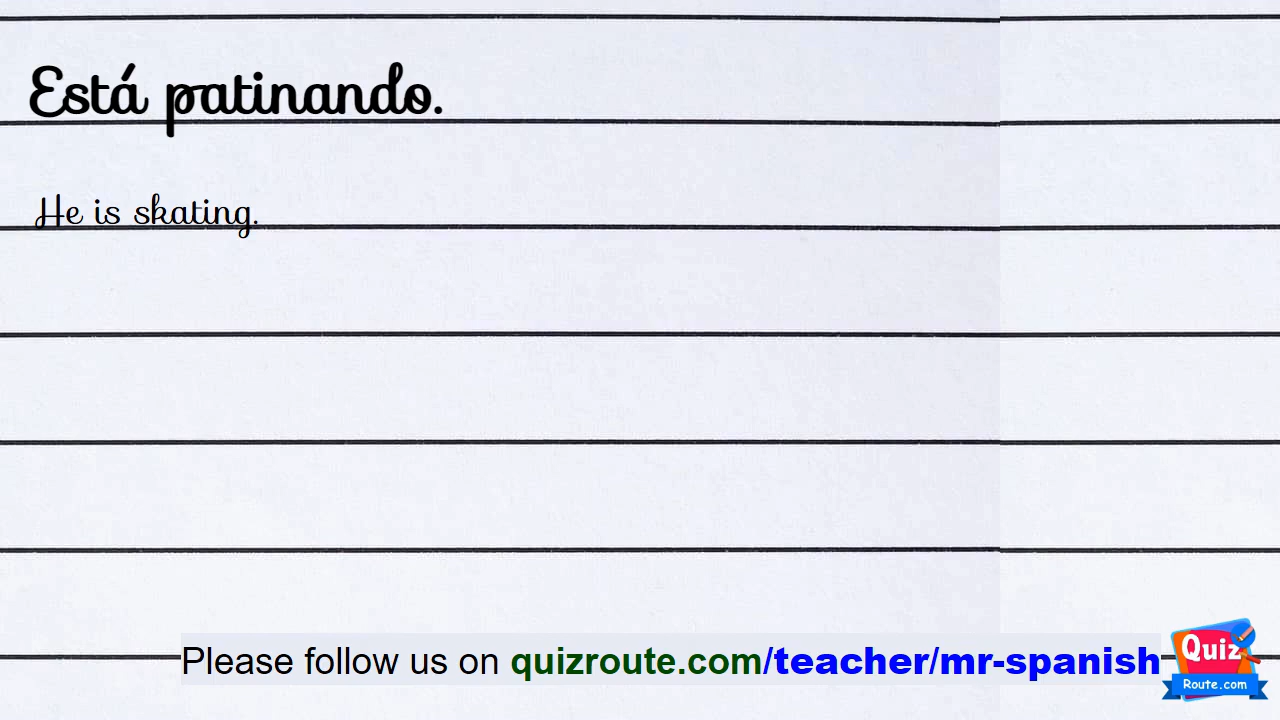 Está patinando.
He is skating.
Please follow us on quizroute.com/teacher/mr-spanish
Quiz
Route.com